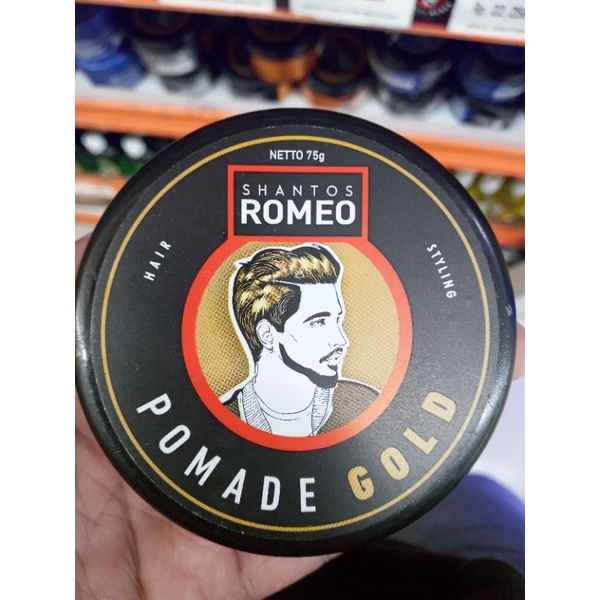 NETTO 75g
SHANTOS
ROMEO
HAIR
STYLING
POMADE GOLD